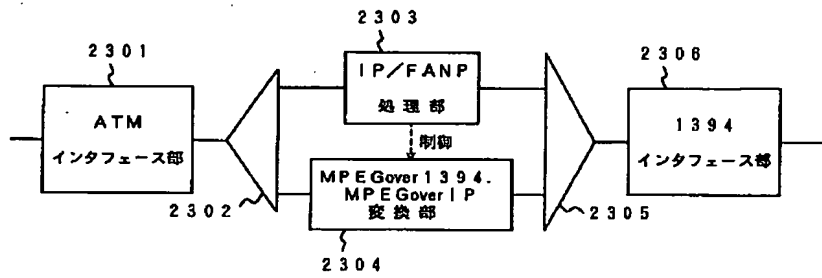 2301
ATM
インタフェース部
2302
2303
IP/FANP
処理部
制御
MPEGover1394.
MPEGoverIP
変換部
2304
2305
2306
1394
インタフェース部